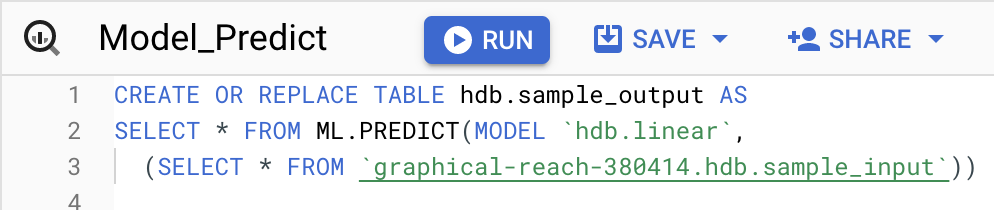 Model_Predict RUN SAVE SHARE
1 CREATE OR REPLACE TABLE hdb.sample_output AS
2 SELECT * FROM ML.PREDICT(MODEL `hdb.linear`,
3 (SELECT * FROM `graphical-reach-380414.hdb.sample_input`))
4